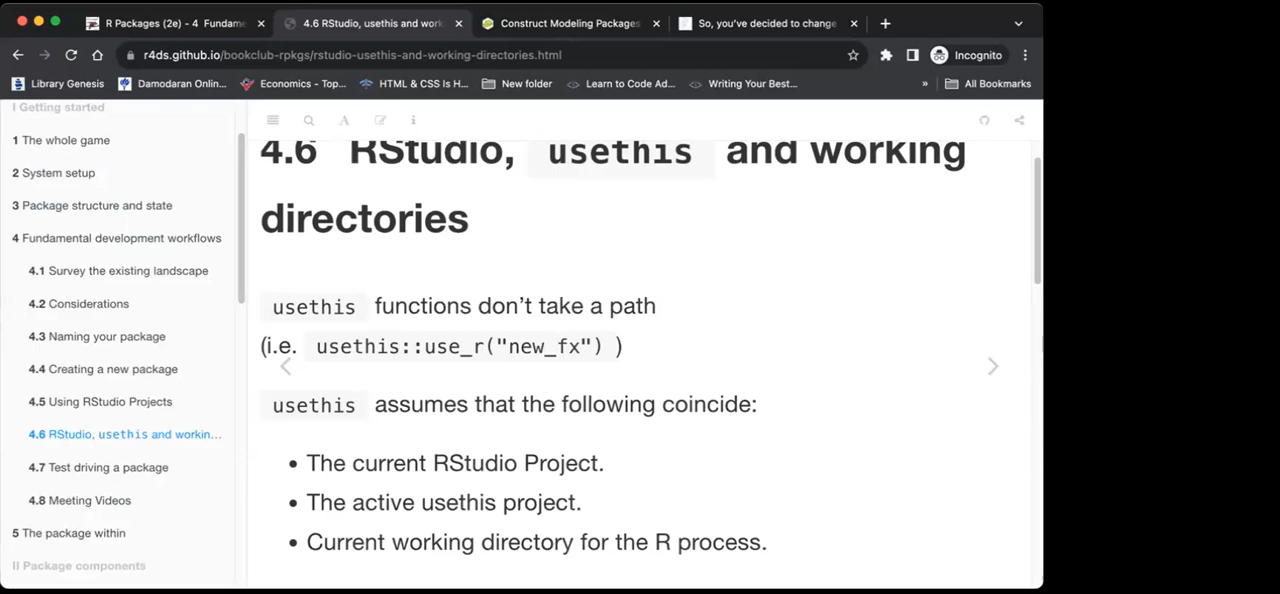 R Packages (2e) - 4 Fundame
4.6 RStudio, usethis and work
Construct Modeling Packages
So, you've decided to change
r4ds.github.io/bookclub-rpkgs/rstudio-usethis-and-working-directories.html
Incognito
Library Genesis
Damodaran Onlin...
Economics - Top...
HTML & CSS Is H...
New folder
Learn to Code Ad...
Writing Your Best...
»
All Bookmarks
I Getting started
1 The whole game
2 System setup
3 Package structure and state
4 Fundamental development workflows
4.1 Survey the existing landscape
4.2 Considerations
4.3 Naming your package
4.4 Creating a new package
4.5 Using RStudio Projects
4.6 RStudio, usethis and workin...
4.7 Test driving a package
4.8 Meeting Videos
5 The package within
II Package components
4.6 RStudio, usethis and working
directories
usethis functions don’t take a path
(i.e. usethis::use_r("new_fx") )
usethis assumes that the following coincide:
• The current RStudio Project.
• The active usethis project.
• Current working directory for the R process.